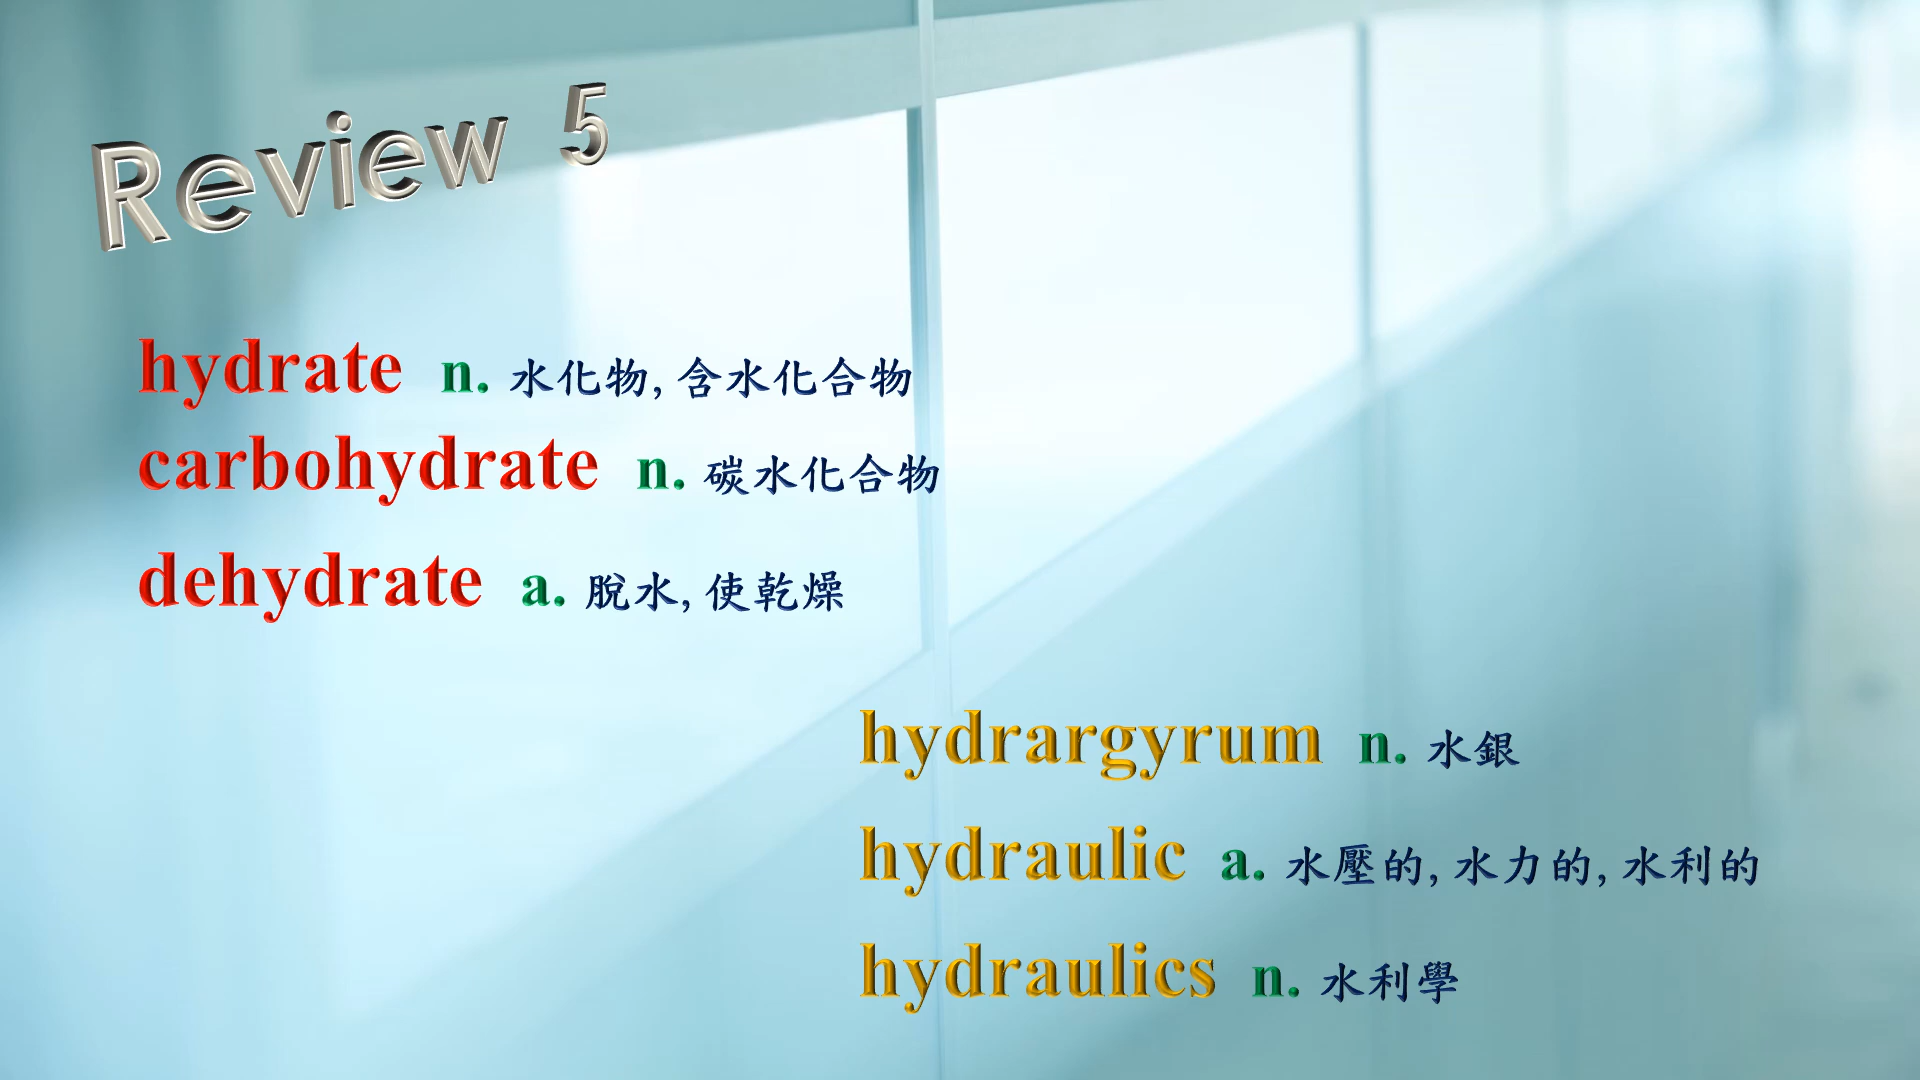 Review 5
hydrate n. 水化物, 含水化合物
carbohydrate n. 碳水化合物
dehydrate a. 脫水, 使乾燥
hydrargyrum n. 水銀
hydraulic a. 水壓的, 水力的, 水利的
hydraulics n. 水利學